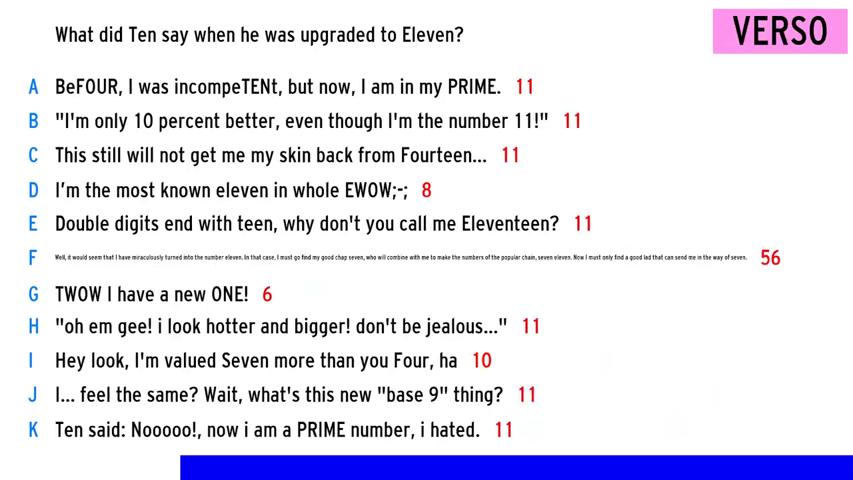 What did Ten say when he was upgraded to Eleven?
VERSO
A BeFOUR, I was incompeTENt, but now, I am in my PRIME. 11
B "I'm only 10 percent better, even though I'm the number 11!" 11
C This still will not get me my skin back from Fourteen... 11
D I’m the most known eleven in whole EWOW;-; 8
E Double digits end with teen, why don't you call me Eleventeen? 11
F Well, it would seem that I have miraculously turned into the number eleven. In that case, I must go find my good chap seven, who will combine with me to make the numbers of the popular chain, seven eleven. Now I must only find a good lad that can send me in the way of seven. 56
G TWOW I have a new ONE! 6
H "oh em gee! i look hotter and bigger! don't be jealous..." 11
I Hey look, I'm valued Seven more than you Four, ha 10
J I... feel the same? Wait, what's this new "base 9" thing? 11
K Ten said: Nooooo!, now i am a PRIME number, i hated. 11